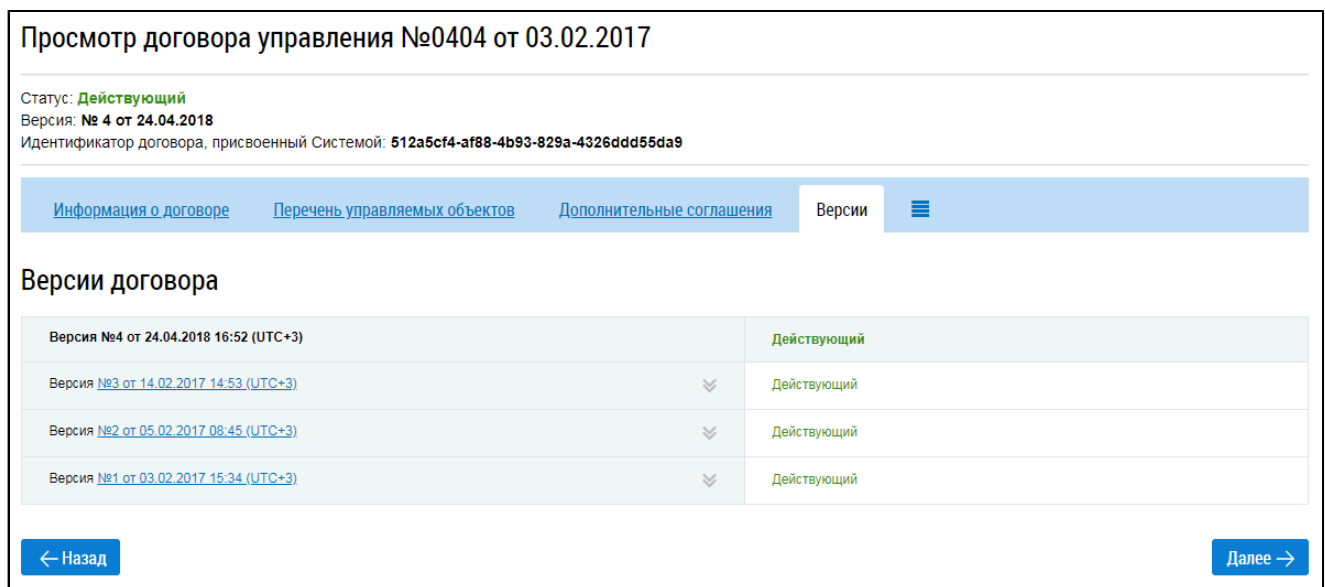 Просмотр договора управления №0404 от 03.02.2017
Статус: Действующий
Версия: № 4 от 24.04.2018
Идентификатор договора, присвоенный Системой: 512a5cf4-af88-4b93-829a-4326ddd55da9
Информация о договоре Перечень управляемых объектов Дополнительные соглашения Версии
Версии договора
Версия №4 от 24.04.2018 16:52 (UTC+3) Действующий
Версия №3 от 14.02.2017 14:53 (UTC+3) Действующий
Версия №2 от 05.02.2017 08:45 (UTC+3) Действующий
Версия №1 от 03.02.2017 15:34 (UTC+3) Действующий
Назад Далее